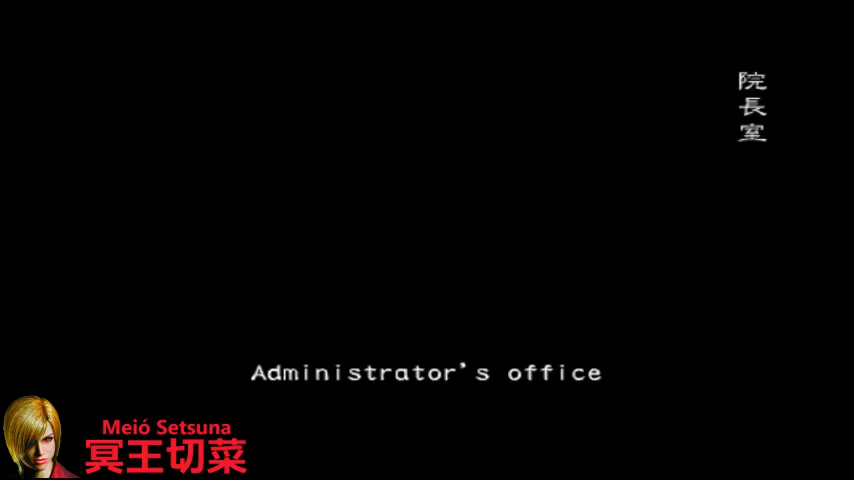 院長室
Administrator's office
Meió Setsuna
冥王切菜